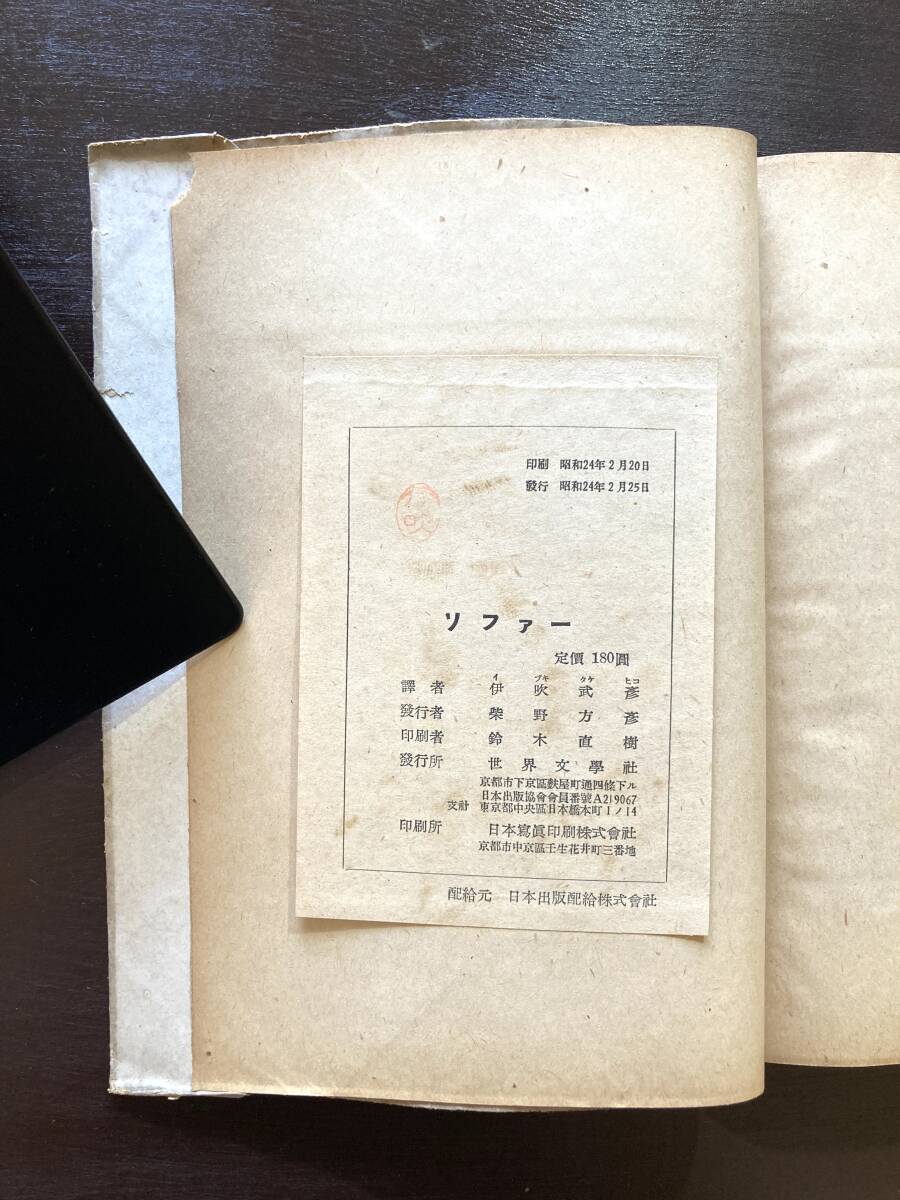 印刷 昭和24年2月20日
發行 昭和24年2月25日
伊吹
ソファー
定價 180圓
イ ブキ タケ ヒコ
譯者 伊吹武彥
發行者 柴野方彥
印刷者 鈴木直樹
發行所 世界文學社
京都市下京區麩屋町通四條下ル
日本出版協會會員番號A219067
支社 東京都中央區日本橋本町1ノ14
印刷所 日本寫眞印刷株式會社
京都市中京區壬生花井町三番地
配給元 日本出版配給株式會社